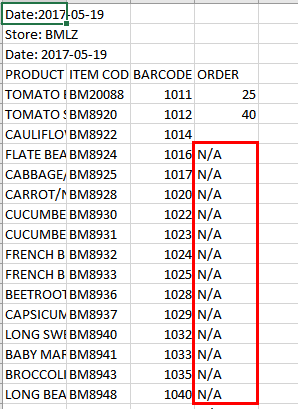 Date:2017-05-19
Store: BMLZ
Date: 2017-05-19
PRODUCT ITEM COD BARCODE ORDER
TOMATO BM20088 1011 25
TOMATO S BM8920 1012 40
CAULIFLO BM8922 1014
FLATE BEA BM8924 1016 N/A
CABBAGE/ BM8925 1017 N/A
CARROT/ BM8928 1020 N/A
CUCUMBE BM8930 1022 N/A
CUCUMBE BM8931 1023 N/A
FRENCH B BM8932 1024 N/A
FRENCH B BM8933 1025 N/A
BEETROOT BM8936 1028 N/A
CAPSICUM BM8937 1029 N/A
LONG SWE BM8940 1032 N/A
BABY MAR BM8941 1033 N/A
BROCCOLI BM8943 1035 N/A
LONG BEA BM8948 1040 N/A